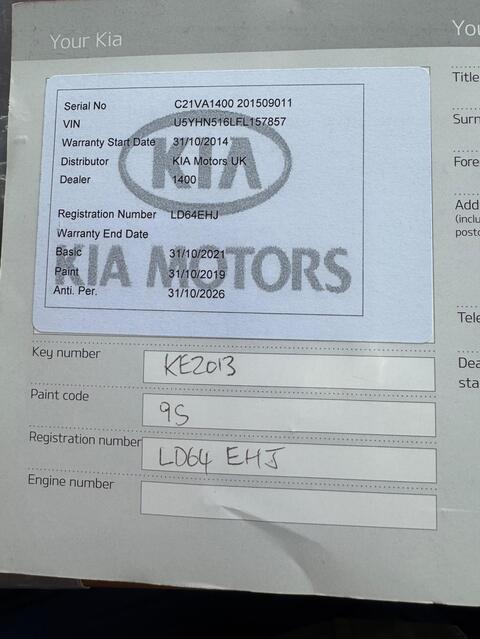 Your Kia
Serial No C21VA1400 201509011
VIN U5YHN516LFL157857
Warranty Start Date 31/10/2014
Distributor KIA Motors UK
Dealer 1400
KIA
Registration Number LD64EHJ
Warranty End Date
Basic 31/10/2021
KIA MOTORS
Paint 31/10/2019
Anti. Per. 31/10/2026
Key number KE2013
Paint code 9S
Registration number LD64 EHJ
Engine number
You
Title
Surn
Fore
Add
(inclu
postc
Tele
Dea
sta